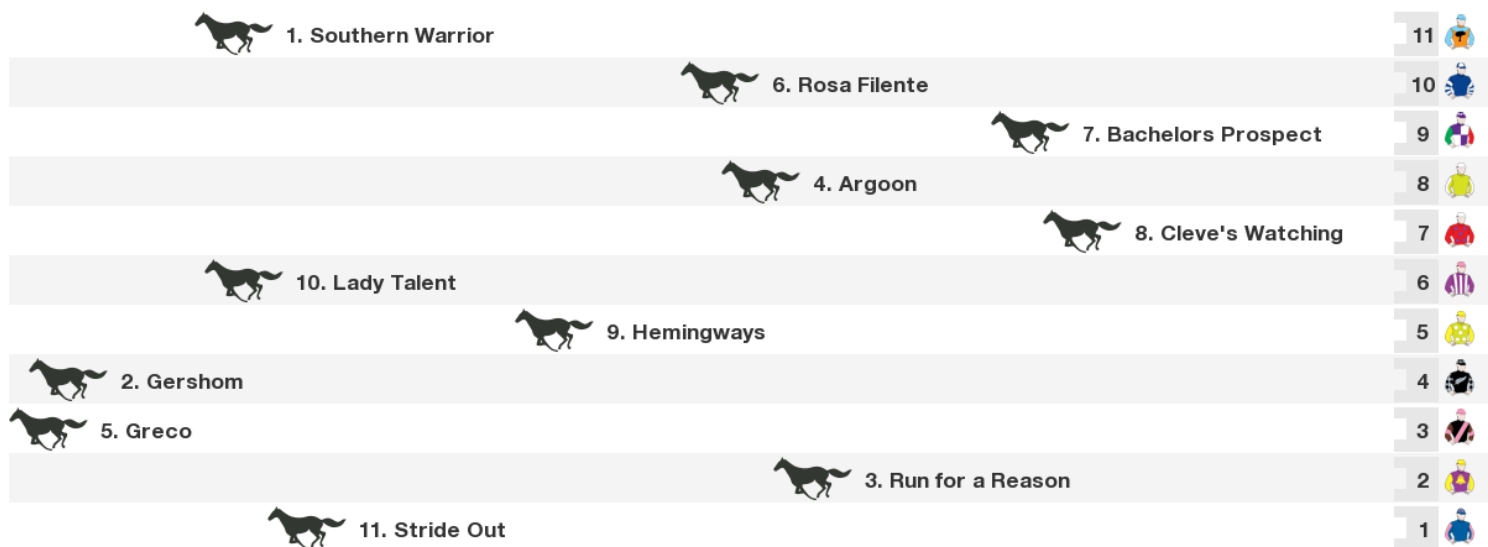 1. Southern Warrior 11
6. Rosa Filente 10
7. Bachelors Prospect 9
4. Argoon 8
8. Cleve's Watching 7
10. Lady Talent 6
9. Hemingways 5
2. Gershom 4
5. Greco 3
3. Run for a Reason 2
11. Stride Out 1